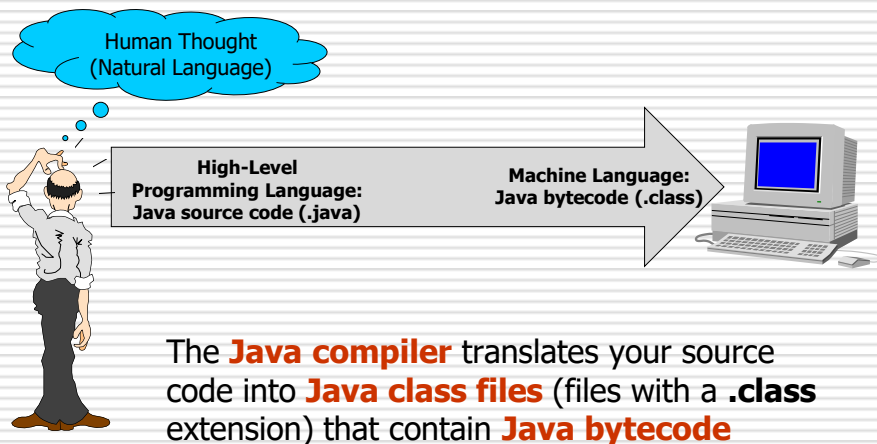 Human Thought
(Natural Language)
High-Level
Programming Language:
Java source code (.java)
Machine Language:
Java bytecode (.class)
The Java compiler translates your source
code into Java class files (files with a .class
extension) that contain Java bytecode